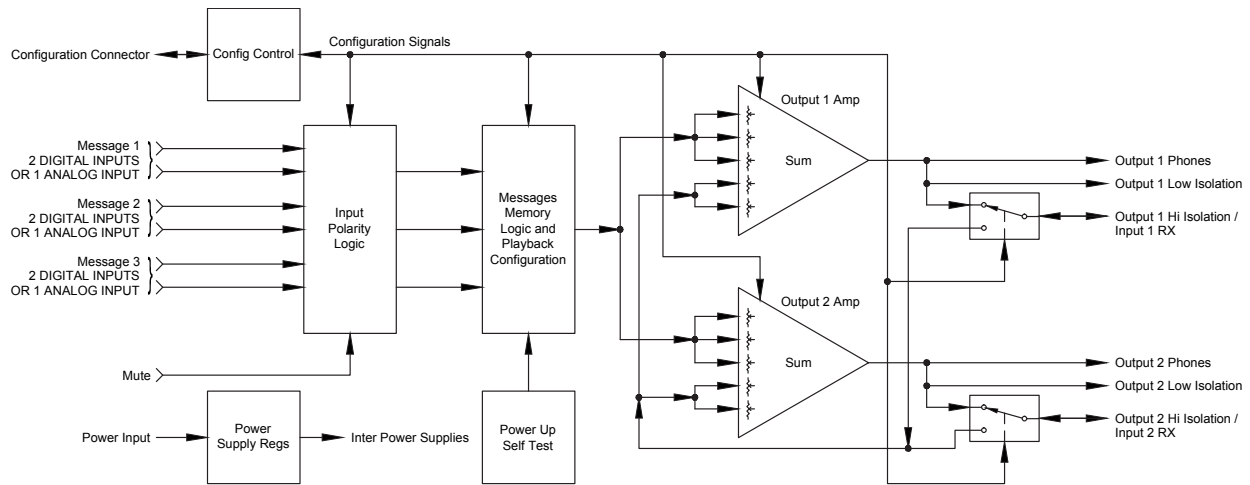 Configuration Connector
Config Control
Configuration Signals
Message 1
2 DIGITAL INPUTS
OR 1 ANALOG INPUT
Message 2
2 DIGITAL INPUTS
OR 1 ANALOG INPUT
Message 3
2 DIGITAL INPUTS
OR 1 ANALOG INPUT
Mute
Input
Polarity
Logic
Messages
Memory
Logic and
Playback
Configuration
Power Input
Power
Supply Regs
Inter Power Supplies
Power Up
Self Test
Output 1 Amp
Sum
Output 1 Phones
Output 1 Low Isolation
Output 1 Hi Isolation /
Input 1 RX
Output 2 Amp
Sum
Output 2 Phones
Output 2 Low Isolation
Output 2 Hi Isolation /
Input 2 RX